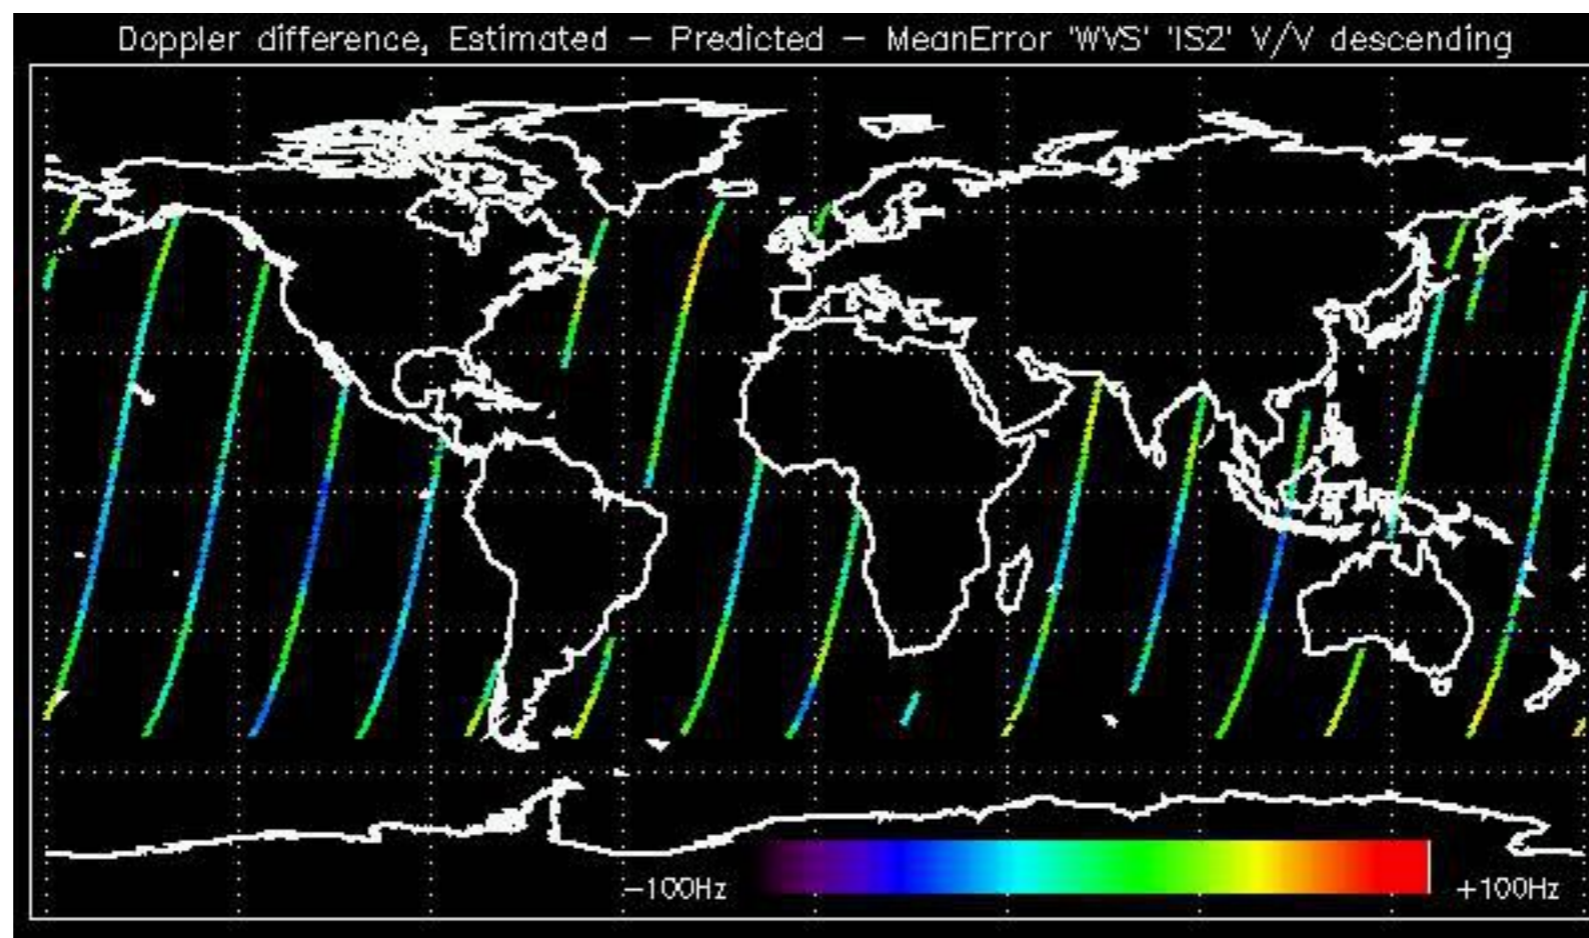 Doppler difference, Estimated – Predicted – MeanError 'WVS' 'IS2' V/V descending
−100Hz
+100Hz